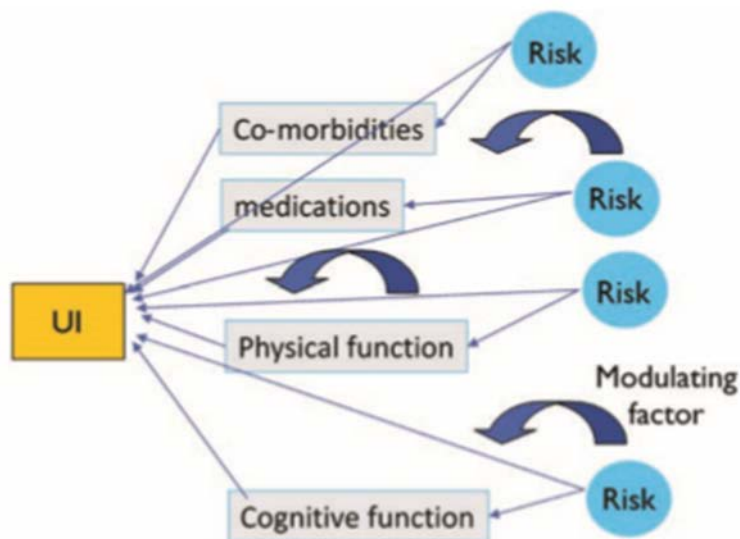 Risk
Co-morbidities
medications
Risk
UI
Risk
Physical function
Modulating
factor
Risk
Cognitive function